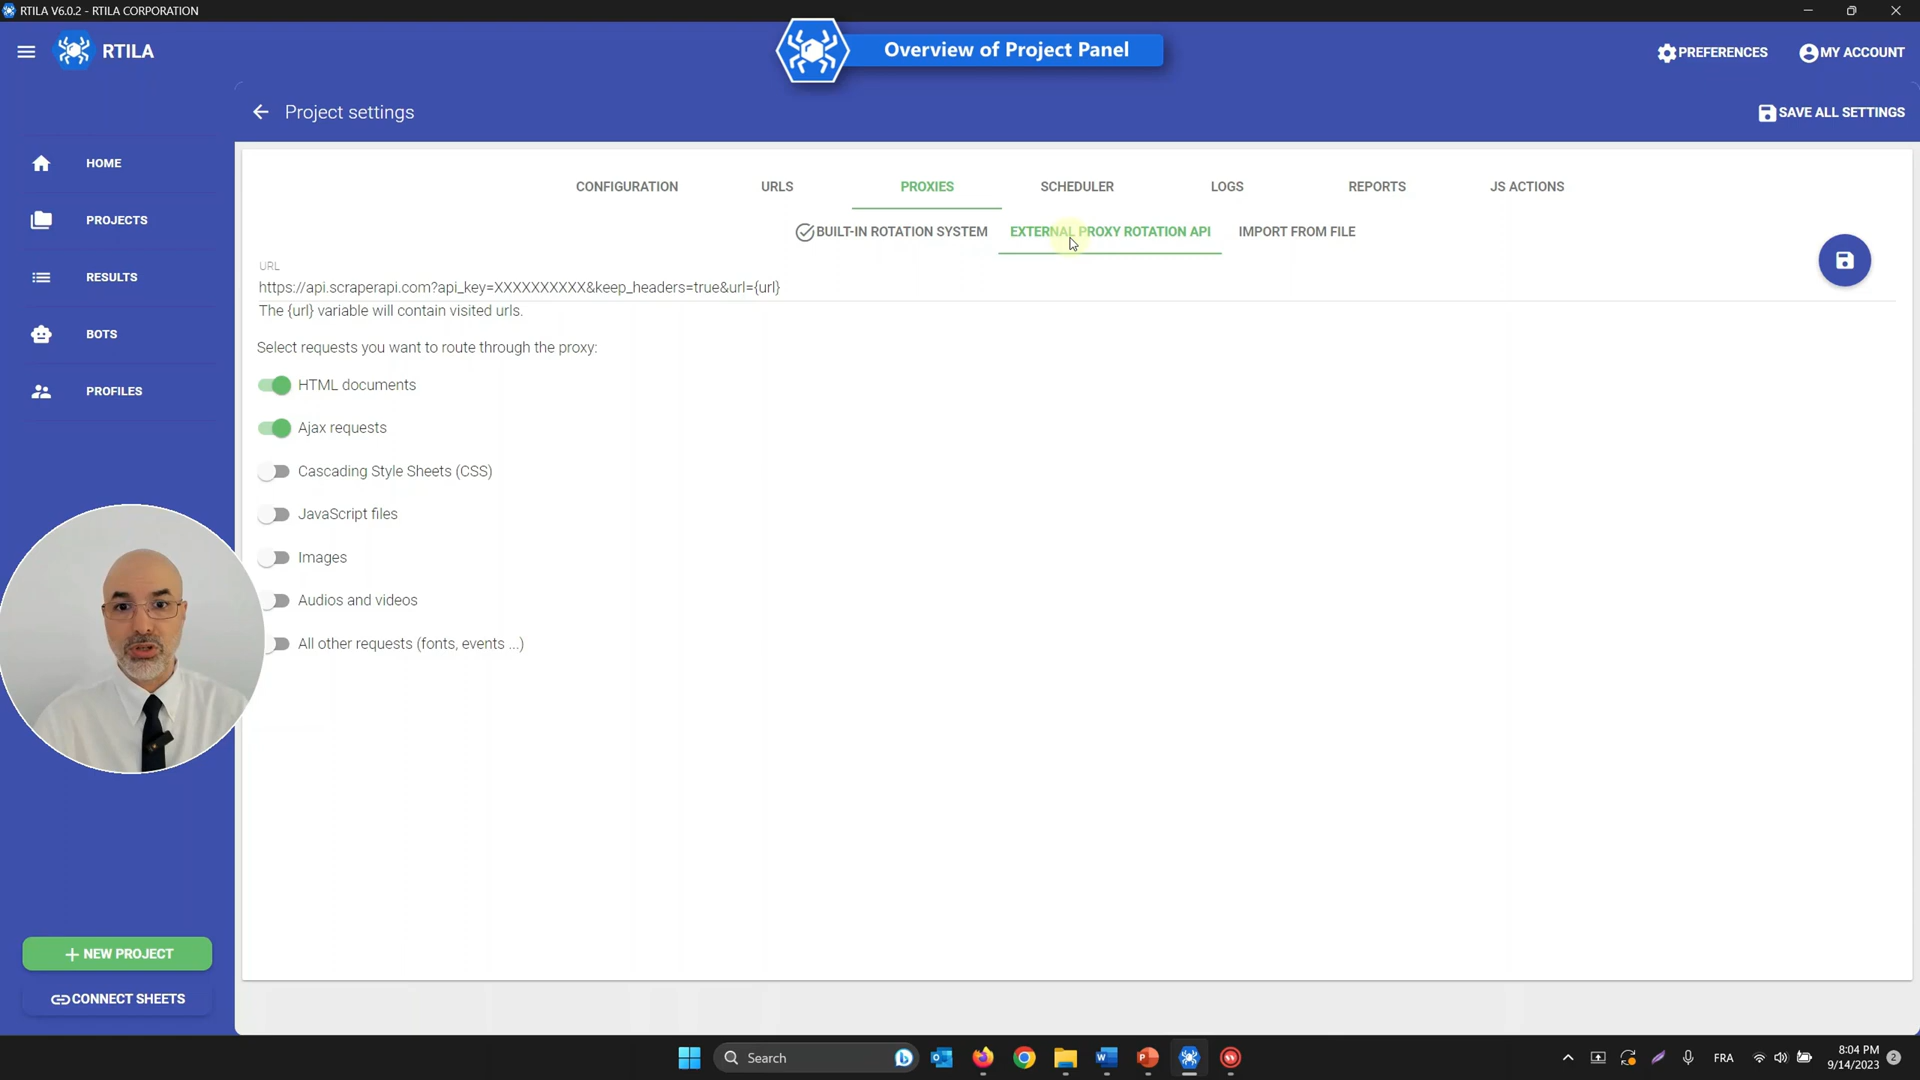 RTILA V6.0.2 - RTILA CORPORATION
RTILA
Overview of Project Panel
PREFERENCES
MY ACCOUNT
Project settings
SAVE ALL SETTINGS
HOME
PROJECTS
RESULTS
BOTS
PROFILES
CONFIGURATION
URLS
PROXIES
SCHEDULER
LOGS
REPORTS
JS ACTIONS
BUILT-IN ROTATION SYSTEM
EXTERNAL PROXY ROTATION API
IMPORT FROM FILE
URL
https://api.scraperapi.com?api_key=XXXXXXXXXX&keep_headers=true&url={url}
The {url} variable will contain visited urls.
Select requests you want to route through the proxy:
HTML documents
Ajax requests
Cascading Style Sheets (CSS)
JavaScript files
Images
Audios and videos
All other requests (fonts, events ...)
+ NEW PROJECT
CONNECT SHEETS
Search
FRA
8:04 PM
9/14/2023
2